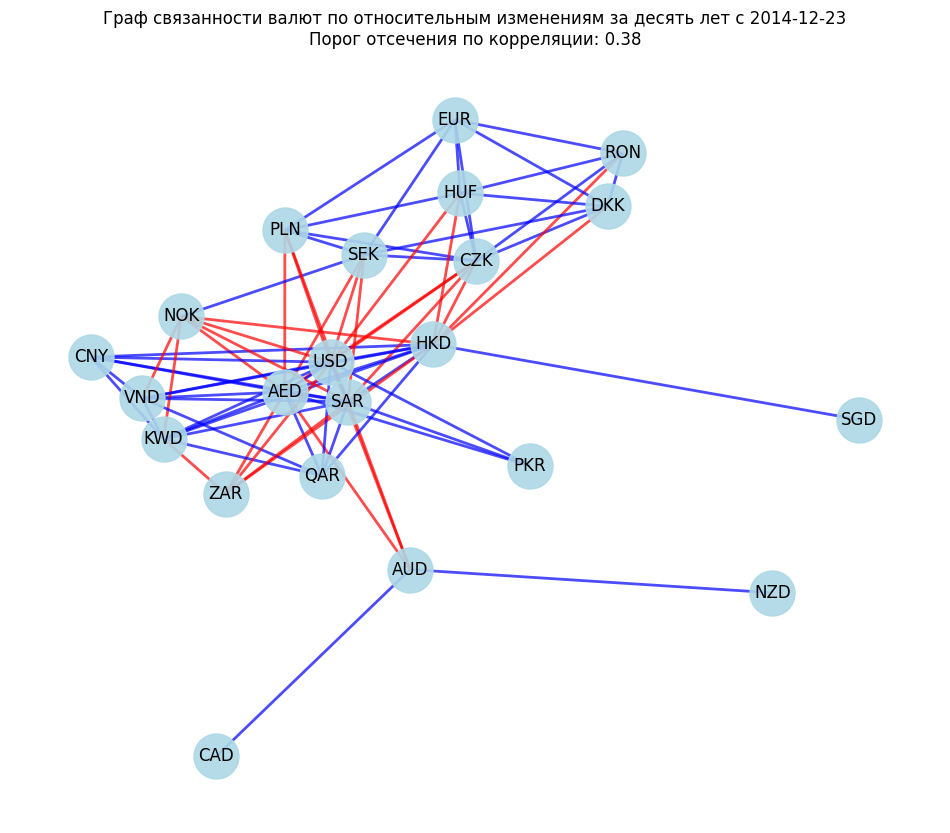 Граф связанности валют по относительным изменениям за десять лет с 2014-12-23
Порог отсечения по корреляции: 0.38
EUR
RON
HUF
DKK
PLN
SEK
CZK
NOK
HKD
CNY
USD
AED
VND
SAR
SGD
KWD
PKR
QAR
ZAR
AUD
NZD
CAD